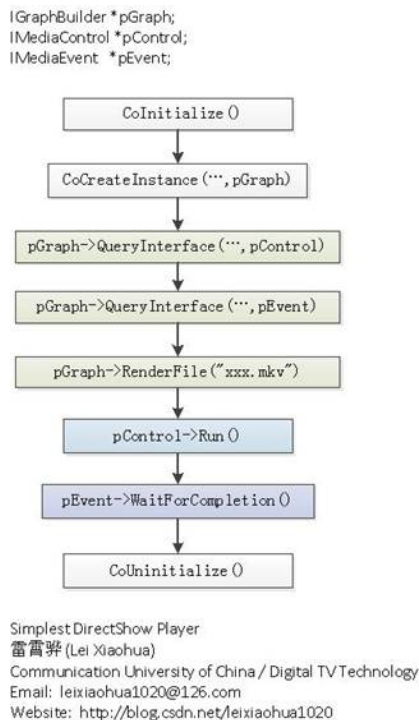 IGraphBuilder *pGraph;
IMediaControl *pControl;
IMediaEvent *pEvent;
CoInitialize()
CoCreateInstance(…,pGraph)
pGraph->QueryInterface(…,pControl)
pGraph->QueryInterface(…,pEvent)
pGraph->RenderFile("xxx.mkv")
pControl->Run()
pEvent->WaitForCompletion()
CoUninitialize()
Simplest DirectShow Player
雷霄骅 (Lei Xiaohua)
Communication University of China / Digital TV Technology
Email: leixiaohua1020@126.com
Website: http://blog.csdn.net/leixiaohua1020